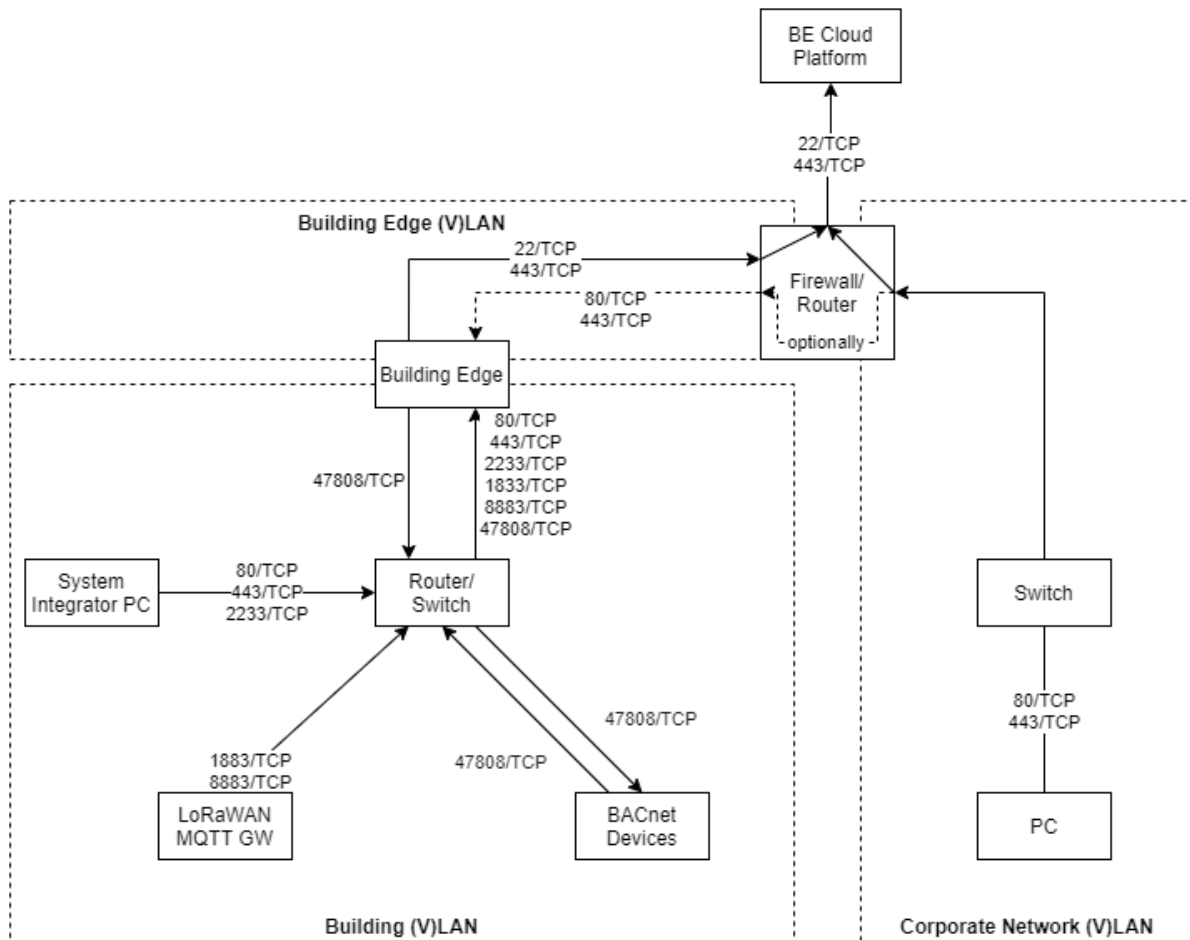 BE Cloud
Platform
22/TCP
443/TCP
Building Edge (V)LAN
22/TCP
443/TCP
Firewall/
Router
80/TCP
443/TCP
optionally
Building Edge
80/TCP
443/TCP
2233/TCP
1833/TCP
8883/TCP
47808/TCP
47808/TCP
System
Integrator PC
80/TCP
443/TCP
2233/TCP
Router/
Switch
Switch
47808/TCP
47808/TCP
80/TCP
443/TCP
1883/TCP
8883/TCP
LoRaWAN
MQTT GW
BACnet
Devices
PC
Building (V)LAN
Corporate Network (V)LAN